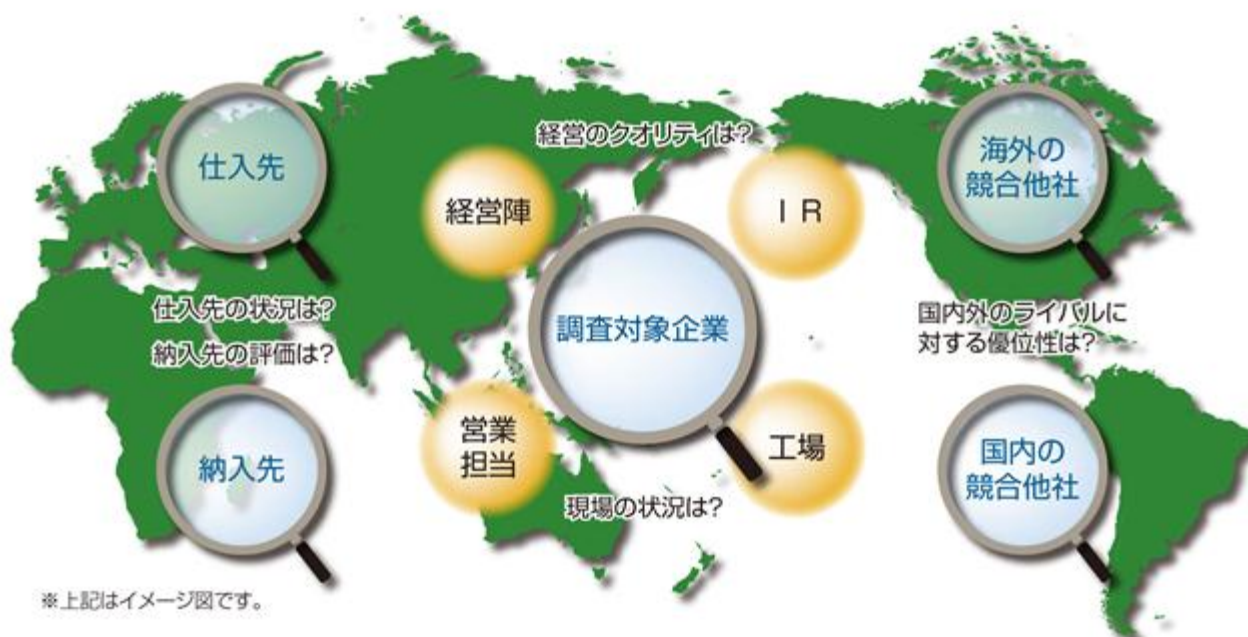 経営のクオリティは?
仕入先
経営陣
I R
海外の
競合他社
仕入先の状況は?
納入先の評価は?
調査対象企業
国内外のライバルに
対する優位性は?
納入先
営業
担当
工場
国内の
競合他社
現場の状況は?
※上記はイメージ図です。